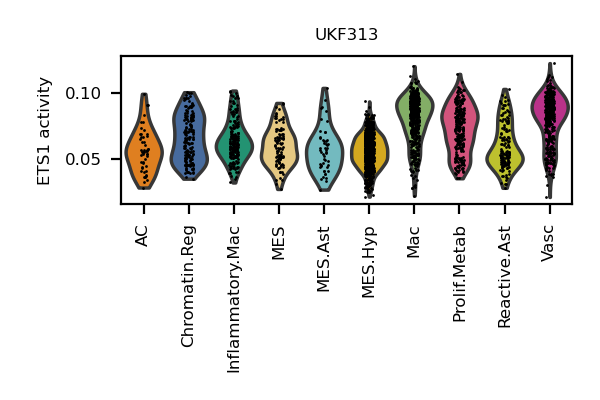 UKF313
ETS1 activity
0.10
0.05
AC
Chromatin.Reg
Inflammatory.Mac
MES
MES.Ast
MES.Hyp
Mac
Prolif.Metab
Reactive.Ast
Vasc